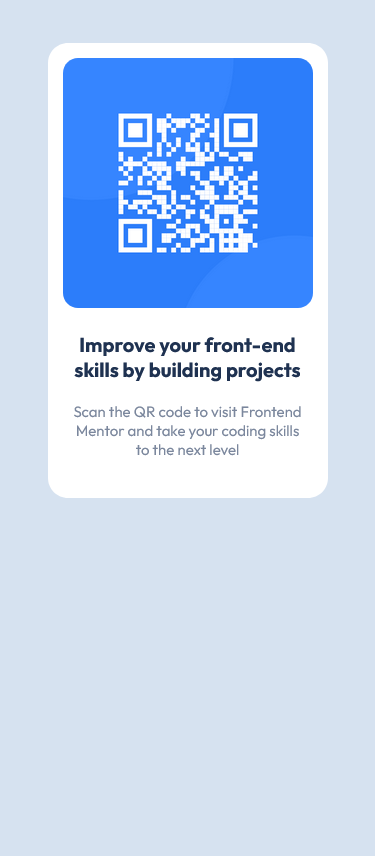 Improve your front-end
skills by building projects
Scan the QR code to visit Frontend
Mentor and take your coding skills
to the next level